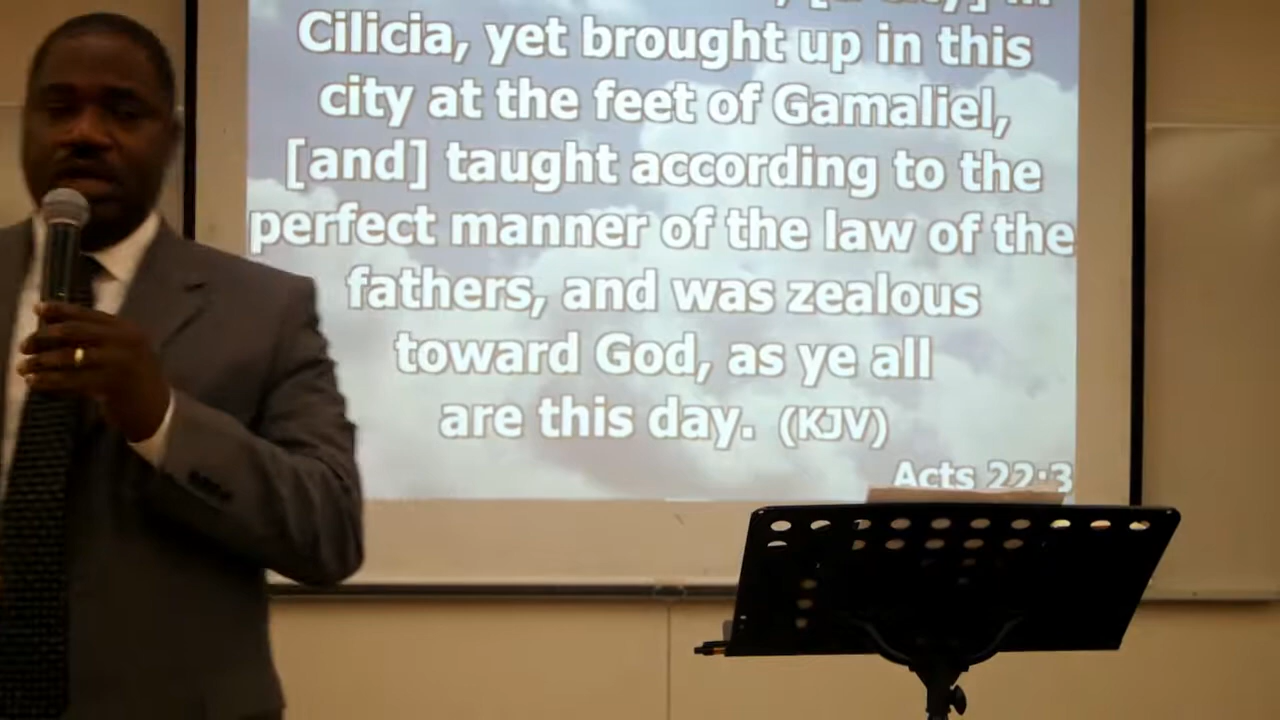 Cilicia, yet brought up in this
city at the feet of Gamaliel,
[and] taught according to the
perfect manner of the law of the
fathers, and was zealous
toward God, as ye all
are this day. (KJV)
Acts 22:3